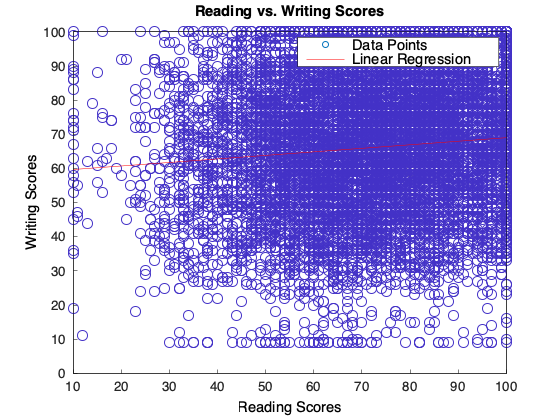 Reading vs. Writing Scores
Data Points
Linear Regression
100
90
80
70
60
50
40
30
20
10
0
Writing Scores
10 20 30 40 50 60 70 80 90 100
Reading Scores